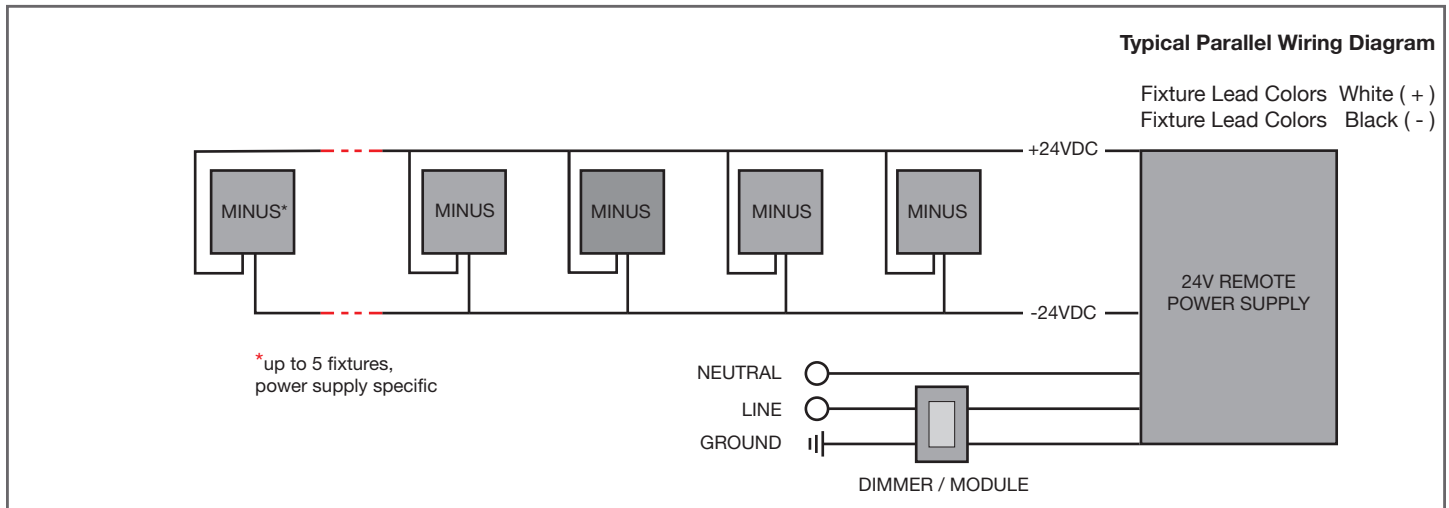 Typical Parallel Wiring Diagram
Fixture Lead Colors White ( + )
Fixture Lead Colors Black ( - )
+24VDC
MINUS*
MINUS
MINUS
MINUS
MINUS
24V REMOTE
POWER SUPPLY
-24VDC
*up to 5 fixtures,
power supply specific
NEUTRAL
LINE
GROUND
DIMMER / MODULE